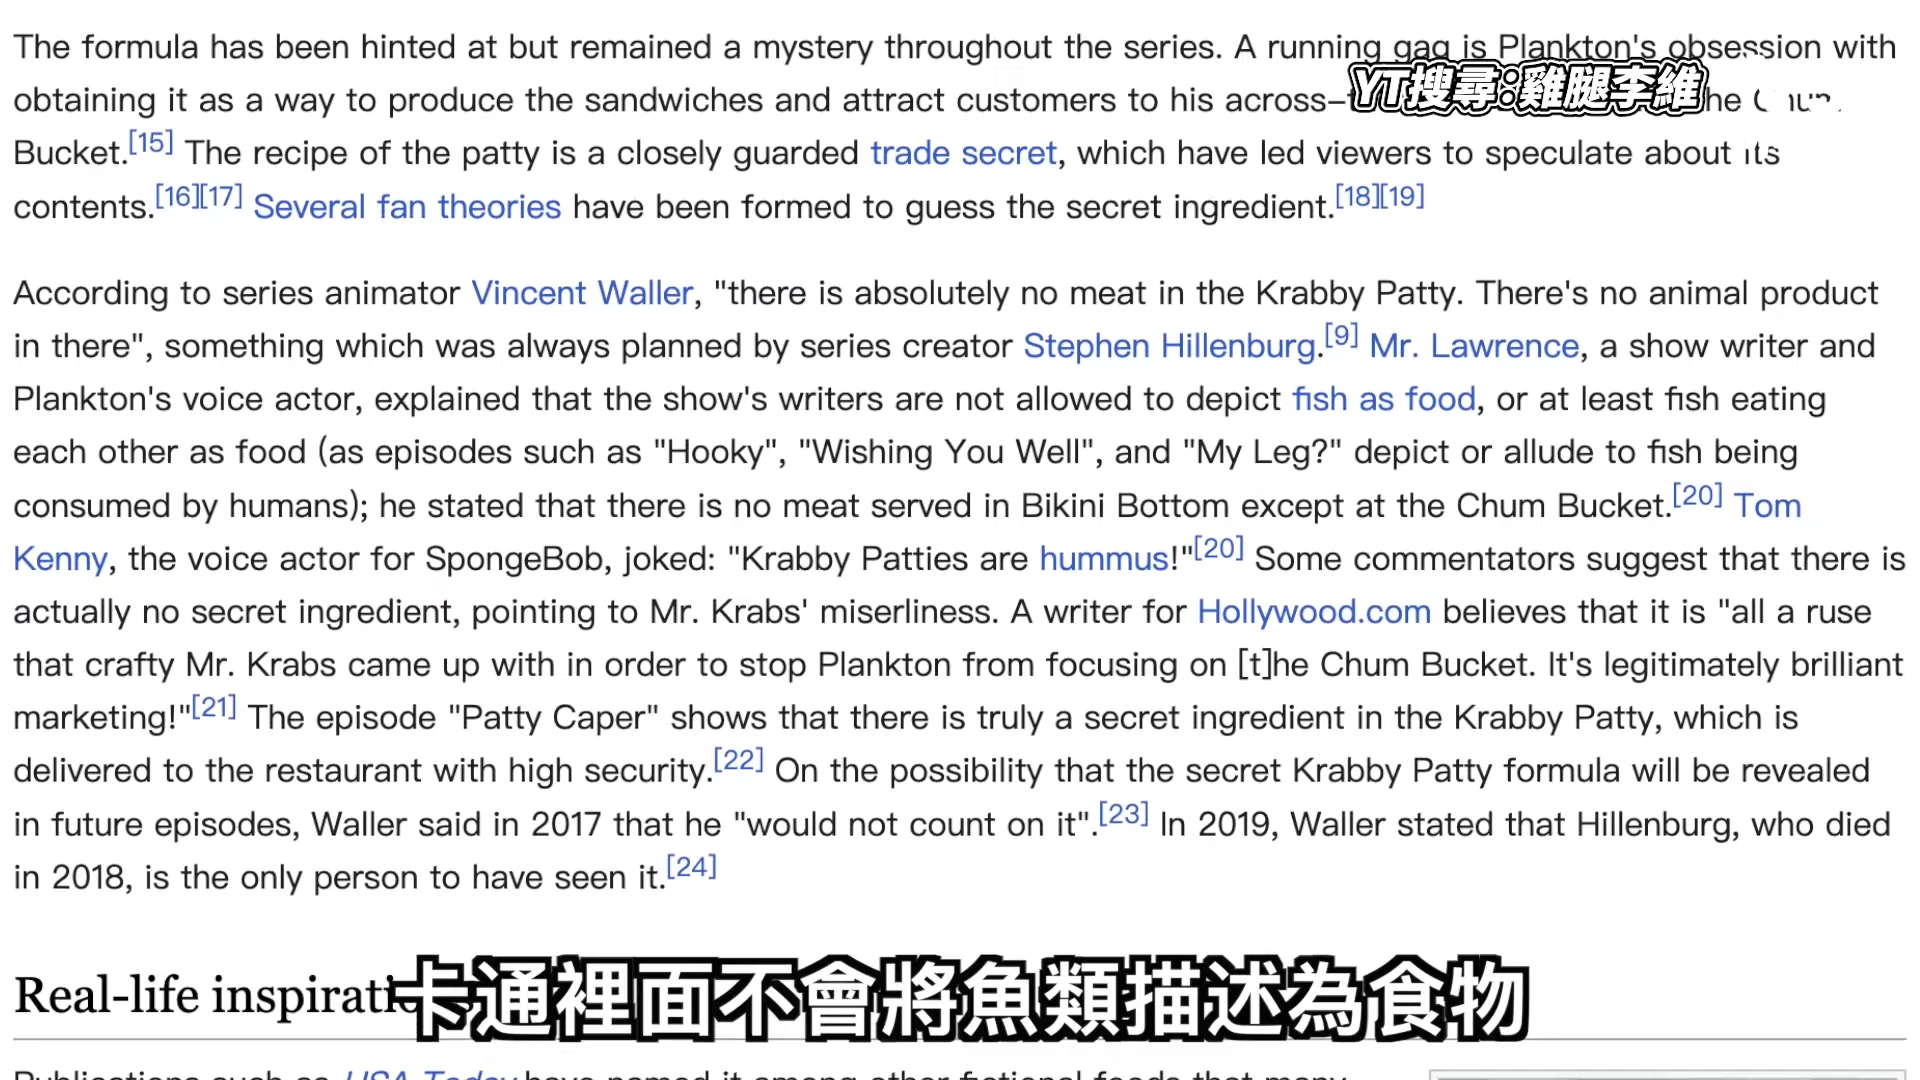 The formula has been hinted at but remained a mystery throughout the series. A running gag is Plankton's obsession with
YT搜尋:雞腿李維
obtaining it as a way to produce the sandwiches and attract customers to his across-
Bucket.[15] The recipe of the patty is a closely guarded trade secret, which have led viewers to speculate about its
contents.[16][17] Several fan theories have been formed to guess the secret ingredient.[18][19]
According to series animator Vincent Waller, "there is absolutely no meat in the Krabby Patty. There's no animal product
in there", something which was always planned by series creator Stephen Hillenburg.[9] Mr. Lawrence, a show writer and
Plankton's voice actor, explained that the show's writers are not allowed to depict fish as food, or at least fish eating
each other as food (as episodes such as "Hooky", "Wishing You Well", and "My Leg?" depict or allude to fish being
consumed by humans); he stated that there is no meat served in Bikini Bottom except at the Chum Bucket.[20] Tom
Kenny, the voice actor for SpongeBob, joked: "Krabby Patties are hummus!"[20] Some commentators suggest that there is
actually no secret ingredient, pointing to Mr. Krabs' miserliness. A writer for Hollywood.com believes that it is "all a ruse
that crafty Mr. Krabs came up with in order to stop Plankton from focusing on [t]he Chum Bucket. It's legitimately brilliant
marketing!"[21] The episode "Patty Caper" shows that there is truly a secret ingredient in the Krabby Patty, which is
delivered to the restaurant with high security.[22] On the possibility that the secret Krabby Patty formula will be revealed
in future episodes, Waller said in 2017 that he "would not count on it".[23] In 2019, Waller stated that Hillenburg, who died
in 2018, is the only person to have seen it.[24]
Real-life inspirati
卡通裡面不會將魚類描述為食物
Publications such as USA Today have named it among other fictional foods that many